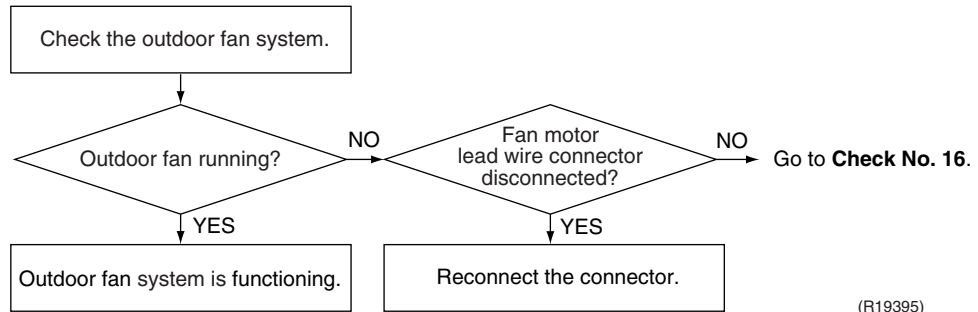 Check the outdoor fan system.
Outdoor fan running?
NO
Fan motor
lead wire connector
disconnected?
NO
Go to Check No. 16.
YES
YES
Outdoor fan system is functioning.
Reconnect the connector.
(R19395)